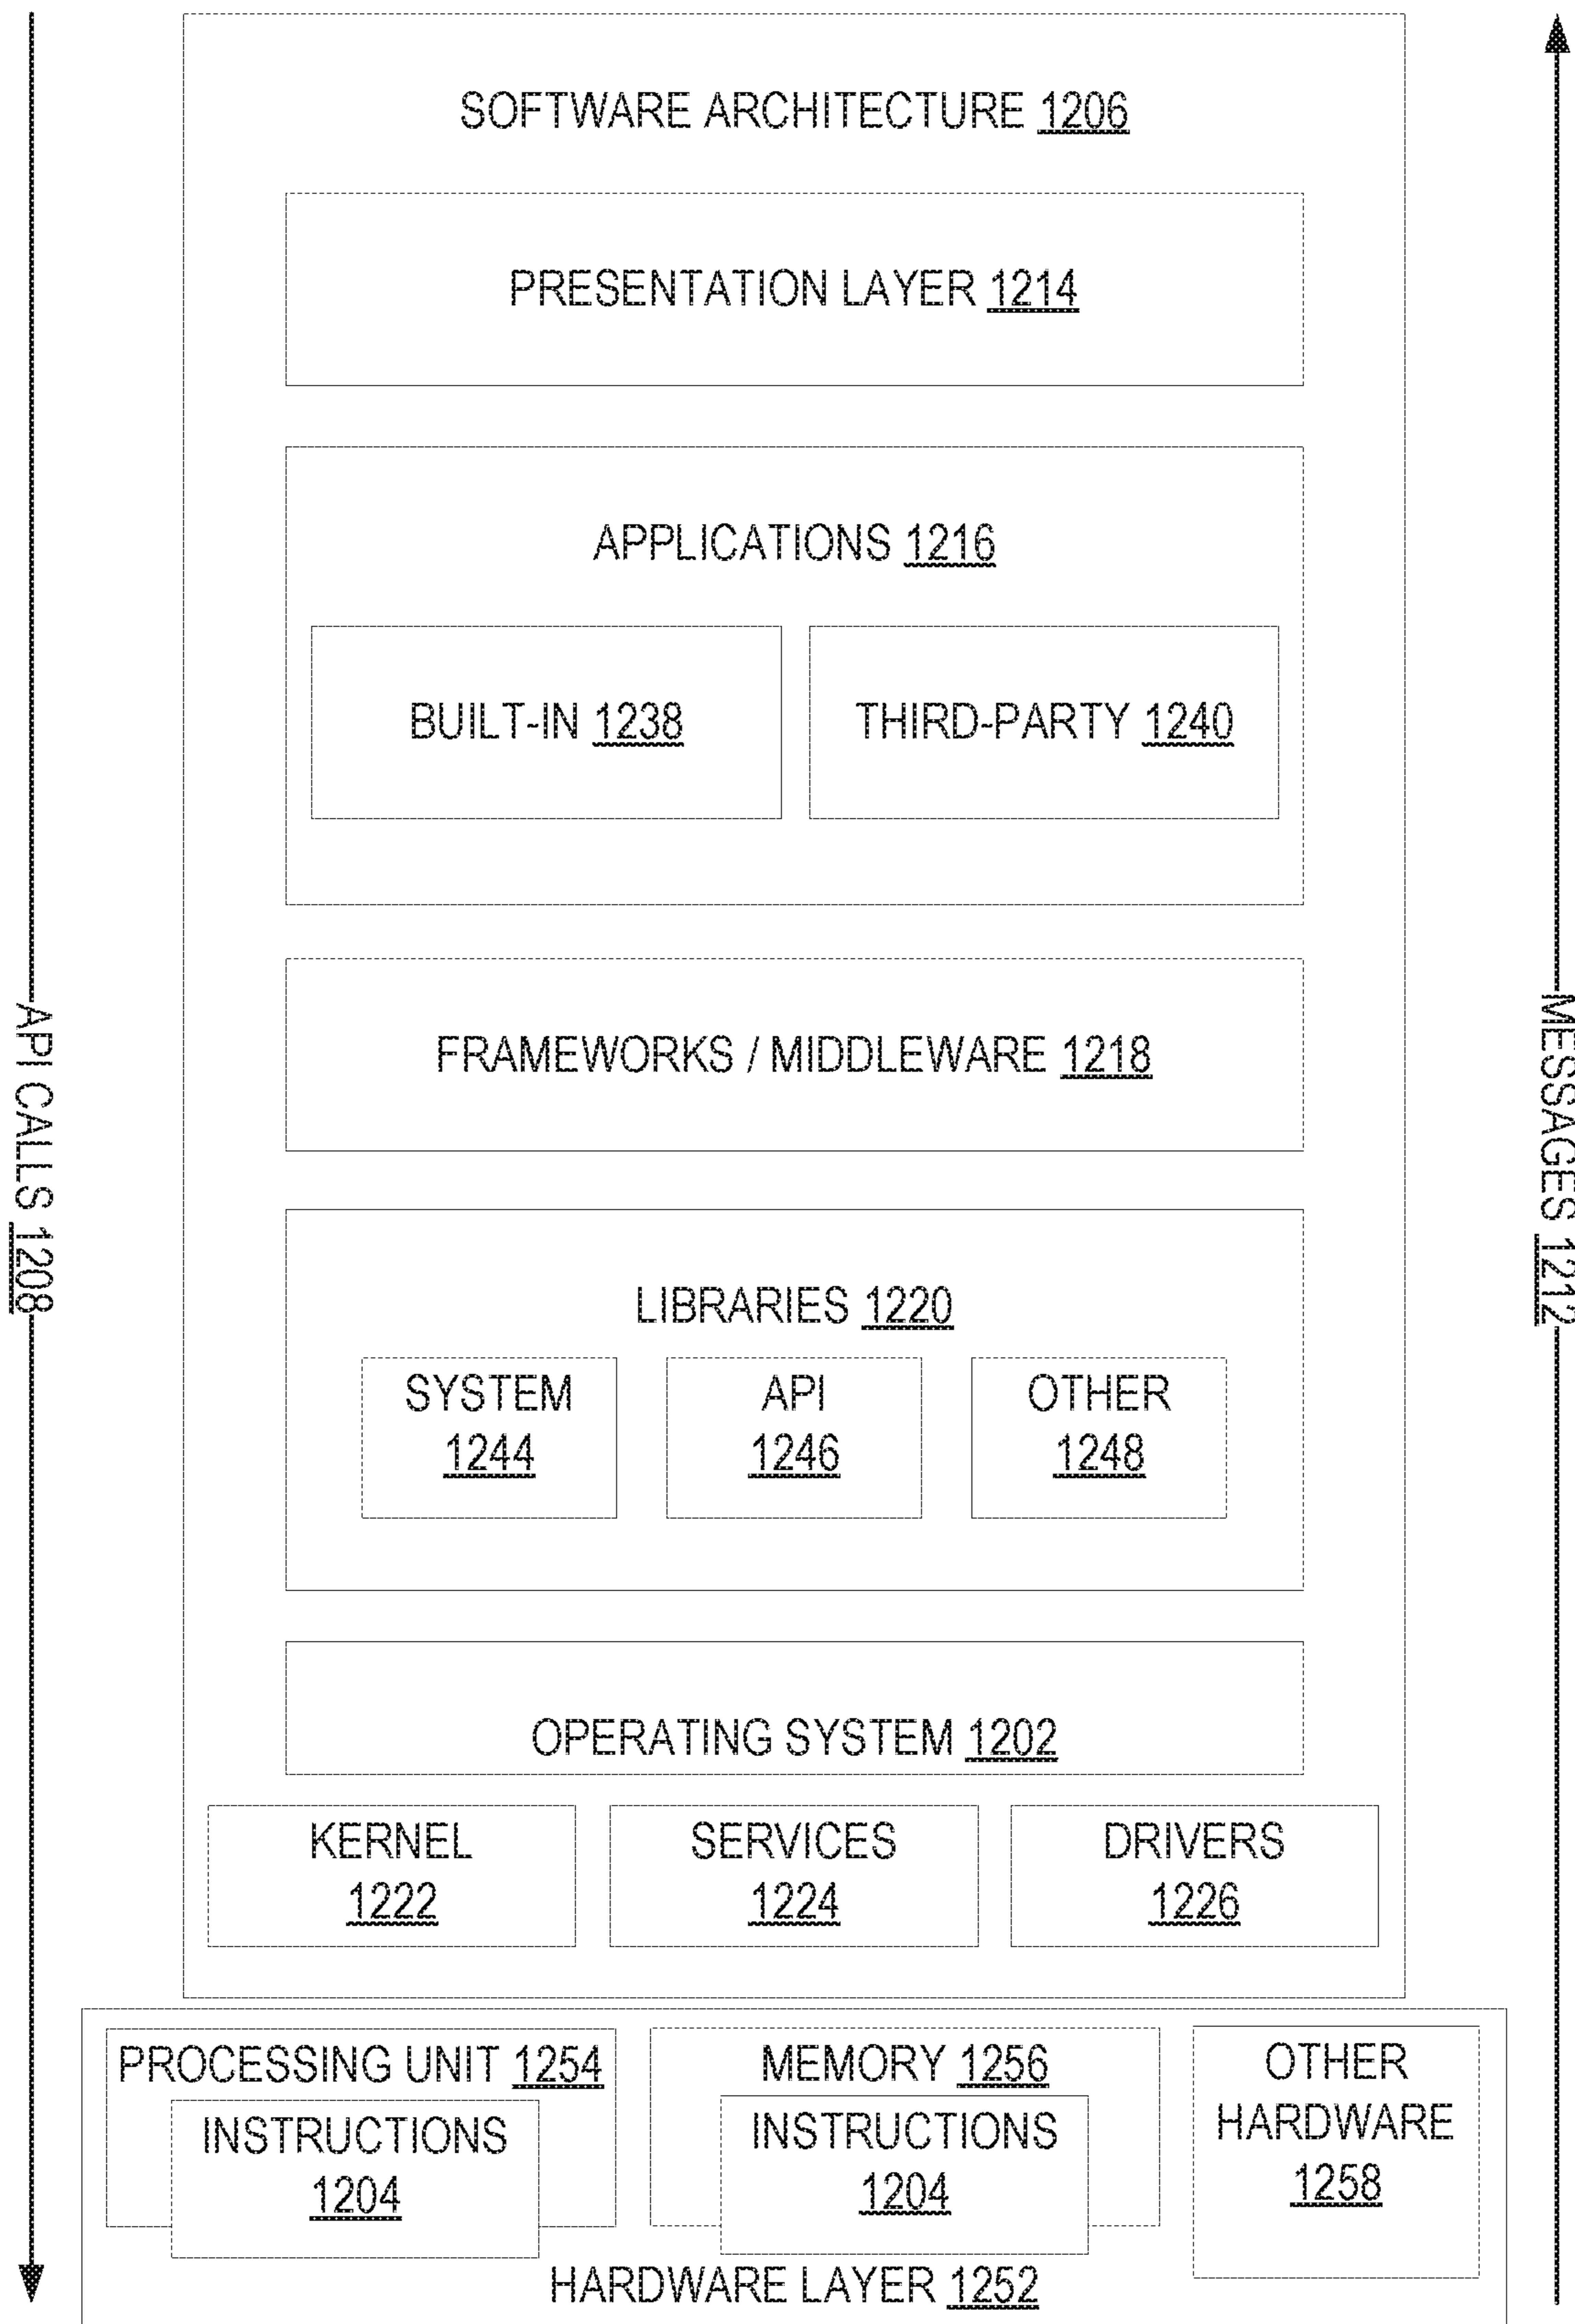 SOFTWARE ARCHITECTURE 1206
PRESENTATION LAYER 1214
APPLICATIONS 1216
BUILT-IN 1238
THIRD-PARTY 1240
FRAMEWORKS / MIDDLEWARE 1218
API CALLS 1208
MESSAGES 1212
LIBRARIES 1220
SYSTEM
1244
API
1246
OTHER
1248
OPERATING SYSTEM 1202
KERNEL
1222
SERVICES
1224
DRIVERS
1226
PROCESSING UNIT 1254
INSTRUCTIONS
1204
MEMORY 1256
INSTRUCTIONS
1204
OTHER
HARDWARE
1258
HARDWARE LAYER 1252